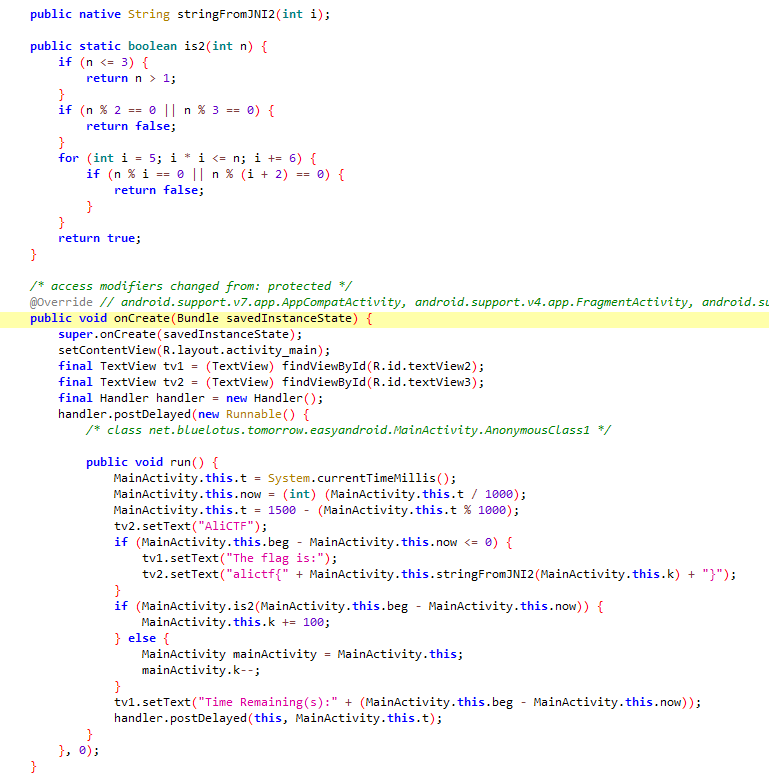 public native String stringFromJNI2(int i);
public static boolean is2(int n) {
if (n <= 3) {
return n > 1;
}
if (n % 2 == 0 || n % 3 == 0) {
return false;
}
for (int i = 5; i * i <= n; i += 6) {
if (n % i == 0 || n % (i + 2) == 0) {
return false;
}
}
return true;
}
/* access modifiers changed from: protected */
@Override // android.support.v7.app.AppCompatActivity, android.support.v4.app.FragmentActivity, android.su
public void onCreate(Bundle savedInstanceState) {
super.onCreate(savedInstanceState);
setContentView(R.layout.activity_main);
final TextView tv1 = (TextView) findViewById(R.id.textView2);
final TextView tv2 = (TextView) findViewById(R.id.textView3);
final Handler handler = new Handler();
handler.postDelayed(new Runnable() {
/* class net.bluelotus.tomorrow.easyandroid.MainActivity.AnonymousClass1 */
public void run() {
MainActivity.this.t = System.currentTimeMillis();
MainActivity.this.now = (int) (MainActivity.this.t / 1000);
MainActivity.this.t = 1500 - (MainActivity.this.t % 1000);
tv2.setText("AliCTF");
if (MainActivity.this.beg - MainActivity.this.now <= 0) {
tv1.setText("The flag is:");
tv2.setText("alictf{" + MainActivity.this.stringFromJNI2(MainActivity.this.k) + "}");
}
if (MainActivity.is2(MainActivity.this.beg - MainActivity.this.now)) {
MainActivity.this.k += 100;
} else {
MainActivity mainActivity = MainActivity.this;
mainActivity.k--;
}
tv1.setText("Time Remaining(s):" + (MainActivity.this.beg - MainActivity.this.now));
handler.postDelayed(this, MainActivity.this.t);
}
}, 0);
}